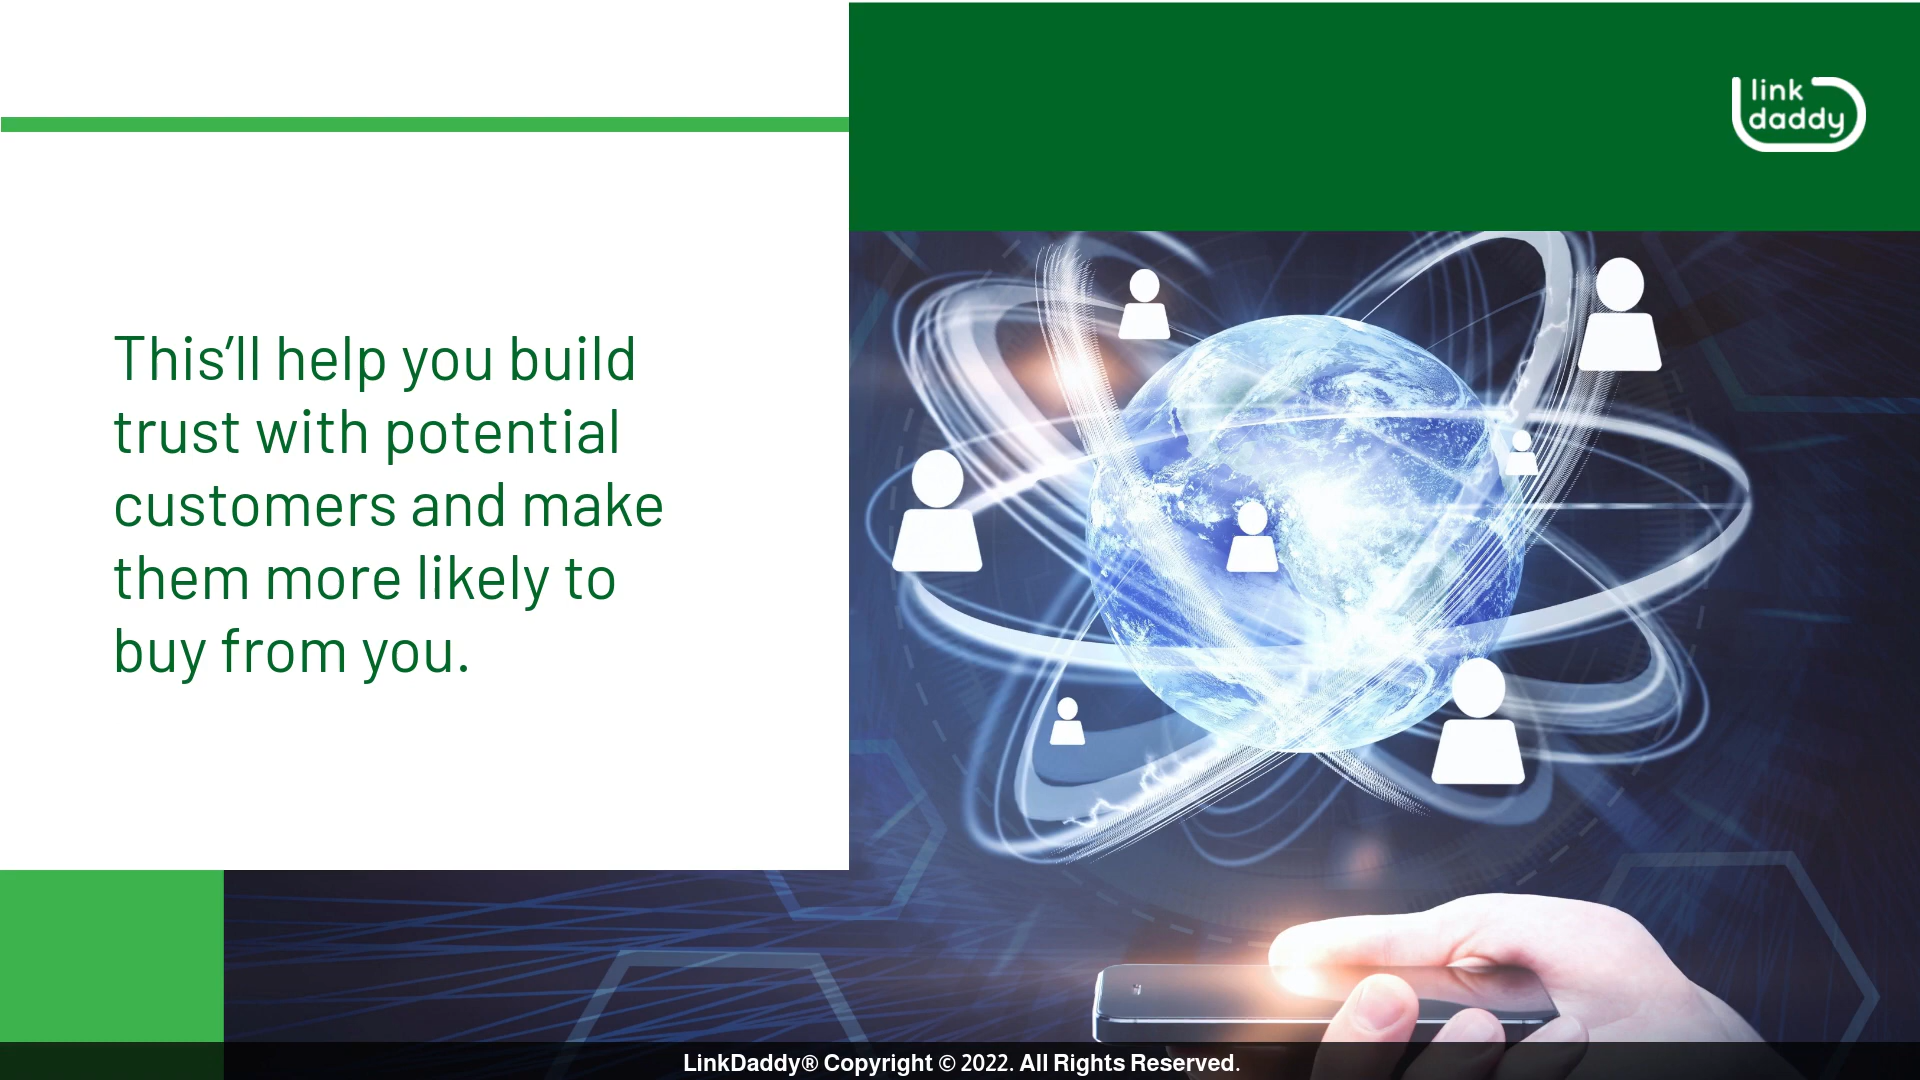 link
daddy
This’ll help you build
trust with potential
customers and make
them more likely to
buy from you.
LinkDaddy® Copyright © 2022. All Rights Reserved.